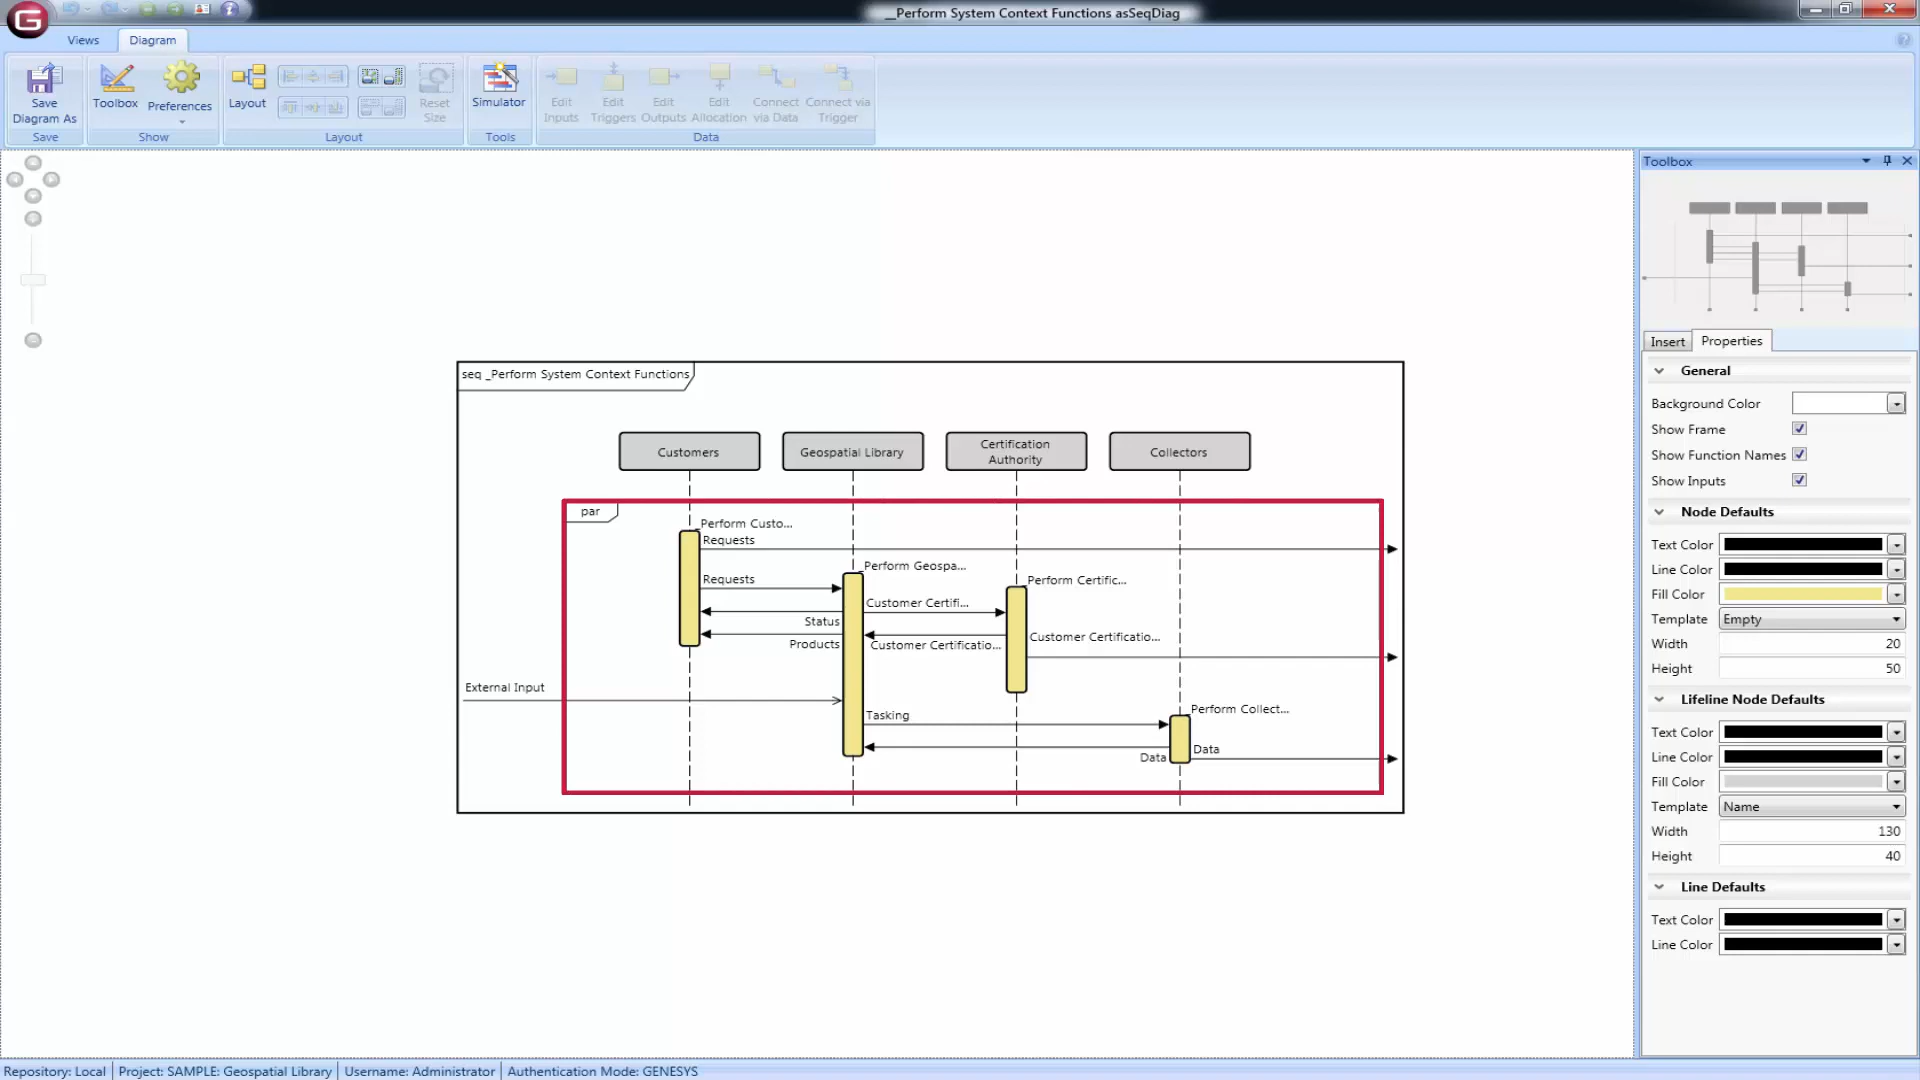 __Perform System Context Functions asSeqDiag
G
Views
Diagram
Save Diagram As
Toolbox
Preferences
Layout
Reset Size
Simulator
Edit Inputs
Edit Triggers
Edit Outputs
Edit Allocation
Connect via Data
Connect via Trigger
Save
Show
Layout
Tools
Data
Toolbox
Insert
Properties
General
Background Color
Show Frame
Show Function Names
Show Inputs
Node Defaults
Text Color
Line Color
Fill Color
Template Empty
Width 20
Height 50
Lifeline Node Defaults
Text Color
Line Color
Fill Color
Template Name
Width 130
Height 40
Line Defaults
Text Color
Line Color
seq _Perform System Context Functions
Customers
Geospatial Library
Certification
Authority
Collectors
par
_Perform Custo...
Requests
_Perform Geospa...
Requests
Perform Certific...
Customer Certifi...
Status
Customer Certificatio...
Products
Customer Certificatio...
External Input
Perform Collect...
Tasking
Data
Data
Repository: Local
Project: SAMPLE: Geospatial Library
Username: Administrator
Authentication Mode: GENESYS